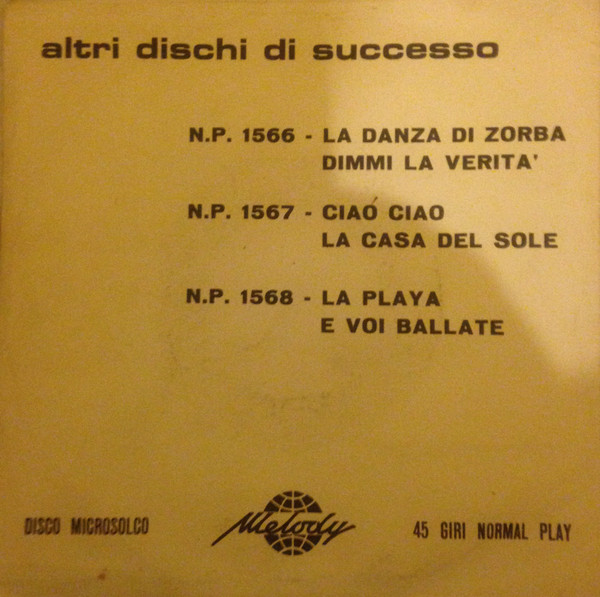 altri dischi di successo
N.P. 1566 - LA DANZA DI ZORBA
DIMMI LA VERITA'
N.P. 1567 - CIAO CIAO
LA CASA DEL SOLE
N.P. 1568 - LA PLAYA
E VOI BALLATE
DISCO MICROSOLCO
Melody
45 GIRI NORMAL PLAY